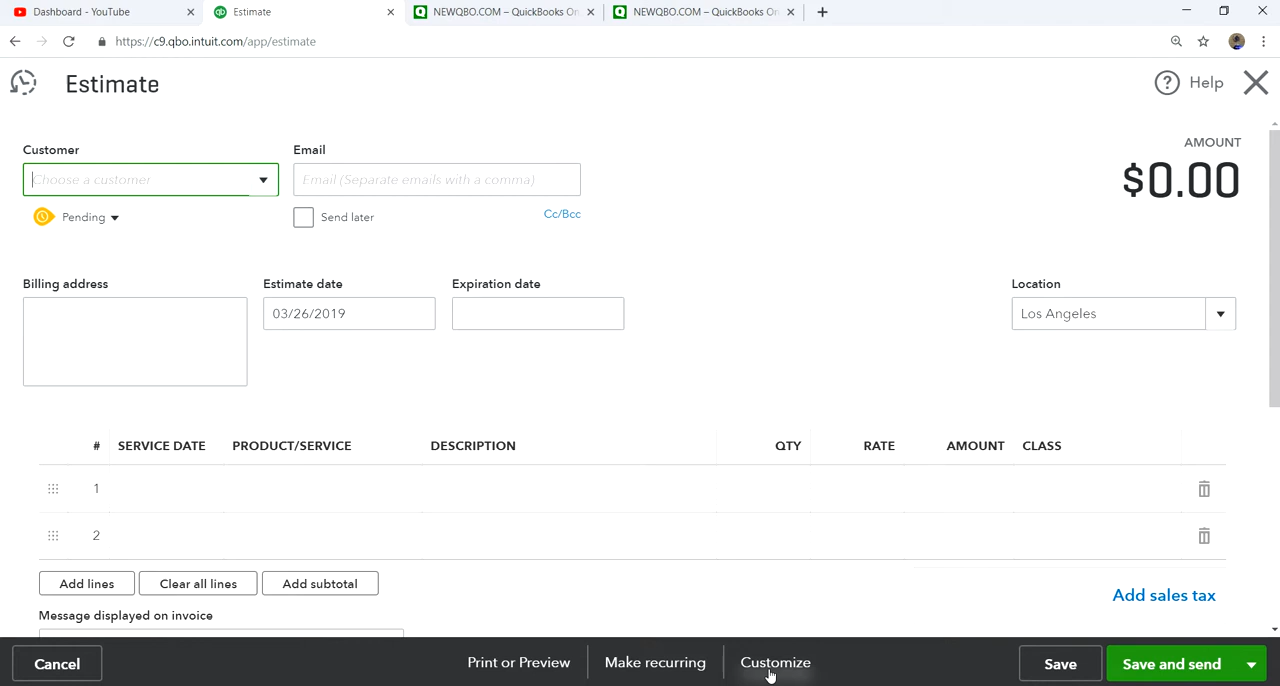 Dashboard - YouTube
Estimate
NEWQBO.COM – QuickBooks On
NEWQBO.COM – QuickBooks On
https://c9.qbo.intuit.com/app/estimate
Estimate
Help
Customer
Email
AMOUNT
Choose a customer
Email (Separate emails with a comma)
$0.00
Pending
Send later
Cc/Bcc
Billing address
Estimate date
Expiration date
Location
03/26/2019
Los Angeles
# SERVICE DATE PRODUCT/SERVICE DESCRIPTION QTY RATE AMOUNT CLASS
1
2
Add lines
Clear all lines
Add subtotal
Add sales tax
Message displayed on invoice
Cancel
Print or Preview
Make recurring
Customize
Save
Save and send